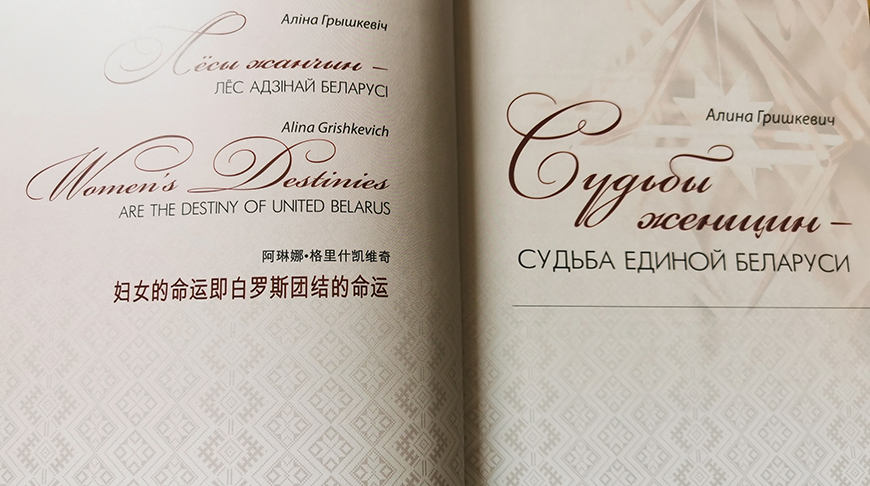 Аліна Грышкевіч
Лёсы жанчын –
ЛЁС АДЗІНАЙ БЕЛАРУСІ
Alina Grishkevich
Women's Destinies
ARE THE DESTINY OF UNITED BELARUS
阿琳娜•格里什凯维奇
妇女的命运即白罗斯团结的命运
Алина Гришкевич
Судьбы
женщин –
СУДЬБА ЕДИНОЙ БЕЛАРУСИ